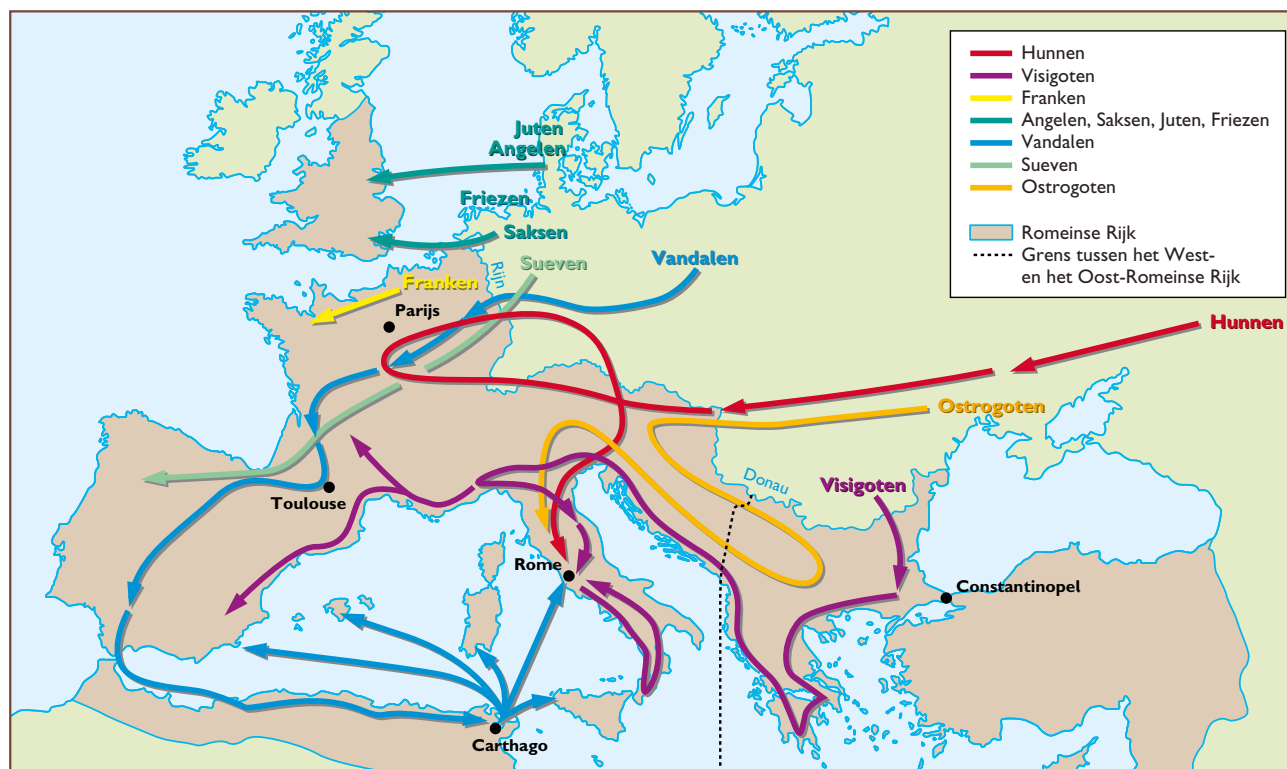 Hunnen
Visigoten
Franken
Angelen, Saksen, Juten, Friezen
Vandalen
Sueven
Ostrogoten
Romeinse Rijk
Grens tussen het West-
en het Oost-Romeinse Rijk
Juten
Angelen
Friezen
Saksen
Sueven
Rijn
Vandalen
Franken
Parijs
Hunnen
Ostrogoten
Donau
Visigoten
Toulouse
Rome
Constantinopel
Carthago